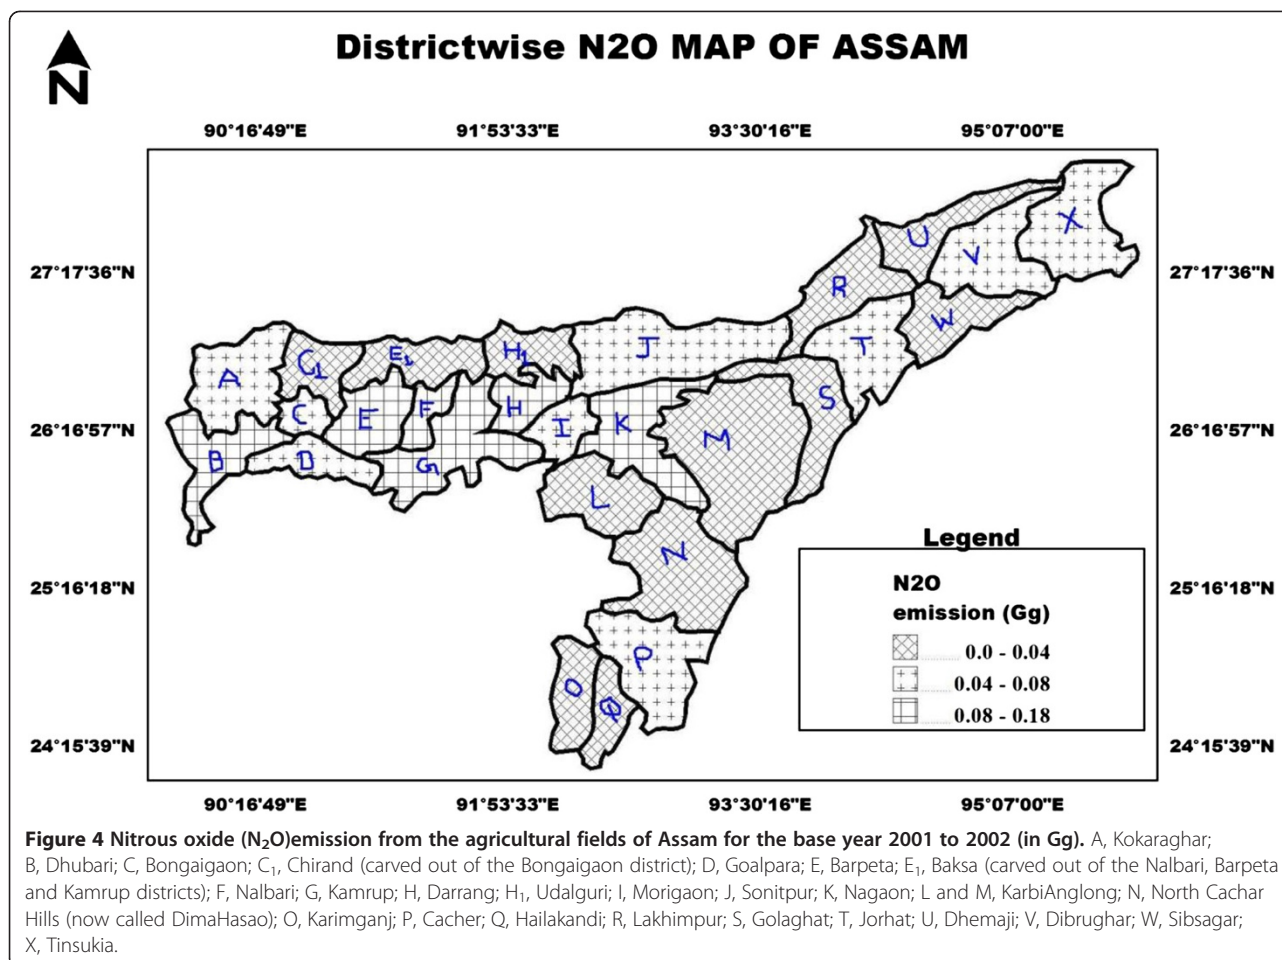 Districtwise N2O MAP OF ASSAM
N
90°16'49"E 91°53'33"E 93°30'16"E 95°07'00"E
27°17'36"N 27°17'36"N
26°16'57"N 26°16'57"N
25°16'18"N 25°16'18"N
24°15'39"N 24°15'39"N
X
U
V
R
W
T
J
H1
E1
C1
A
S
C
E
F
H
I
K
M
B
D
G
L
N
P
O
Q
Legend
N2O
emission (Gg)
0.0 - 0.04
0.04 - 0.08
0.08 - 0.18
90°16'49"E 91°53'33"E 93°30'16"E 95°07'00"E
Figure 4 Nitrous oxide (N₂O)emission from the agricultural fields of Assam for the base year 2001 to 2002 (in Gg). A, Kokaraghar;
B, Dhubari; C, Bongaigaon; C₁, Chirand (carved out of the Bongaigaon district); D, Goalpara; E, Barpeta; E₁, Baksa (carved out of the Nalbari, Barpeta
and Kamrup districts); F, Nalbari; G, Kamrup; H, Darrang; H₁, Udalguri; I, Morigaon; J, Sonitpur; K, Nagaon; L and M, KarbiAnglong; N, North Cachar
Hills (now called DimaHasao); O, Karimganj; P, Cacher; Q, Hailakandi; R, Lakhimpur; S, Golaghat; T, Jorhat; U, Dhemaji; V, Dibrughar; W, Sibsagar;
X, Tinsukia.